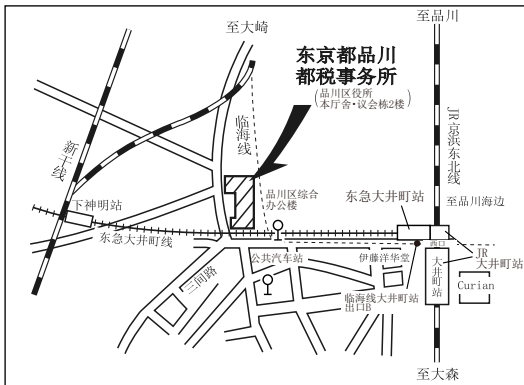 至品川
至大崎
东京都品川
都税事务所
(品川区役所
本厅舍·议会栋2楼)
临海线
JR京浜东北线
新干线
下神明站
品川区综合
办公楼
东急大井町站
至品川海边
东急大井町线
西口
公共汽车站
伊藤洋华堂
JR
大井町站
三间路
临海线大井町站
出口B
大井町站
Curian
至大森